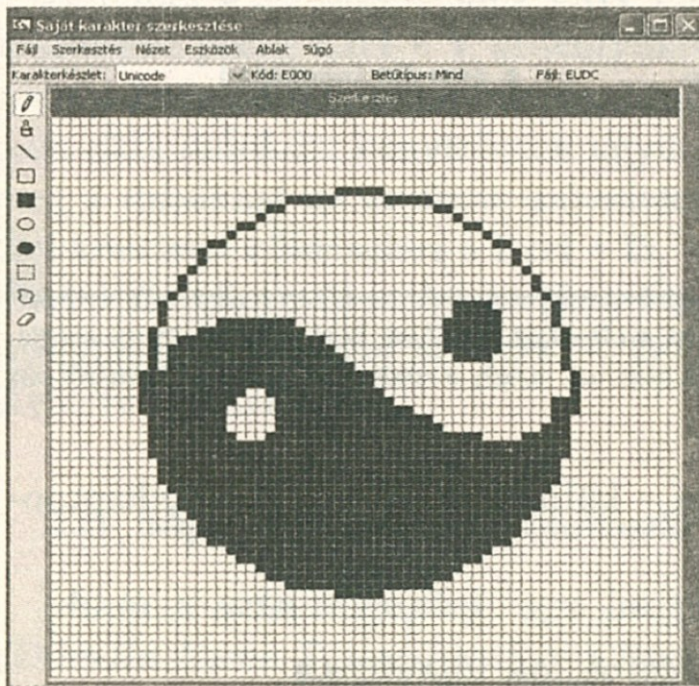 Saját karakter szerkesztése
Fájl Szerkesztés Nézet Eszközök Ablak Súgó
Karakterkészlet: Unicode Kód: E000 Betűtípus: Mind Fájl: EUDC
Szerkesztés